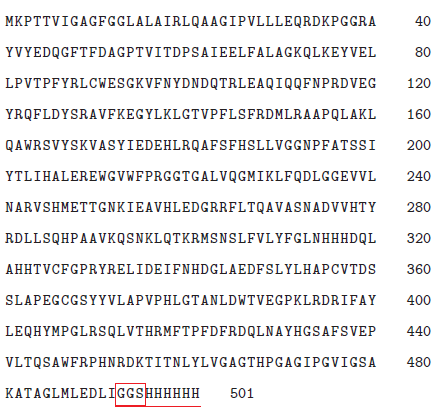 MKPTTVIGAGFGGLALAIRLQAAGIPVLLLEQRDKPGGRA 40
YVYEDQGFTFDAGPTVITDPSAIEELFALAGKQLKEYVEL 80
LPVTPFYRLCWESGKVFNYDNDQTRLEAQIQQFNPRDVEG 120
YRQFLDYSRAVFKEGYLKLGTVPFLSFRDMLRAAPQLAKL 160
QAWRSVYSKVASYIEDEHLRQAFSFHSLLVGGNPFATSSI 200
YTLIHALEREWGVWFPRGGTGALVQGMIKLFQDLGGEVVL 240
NARVSHMETTGNKIEAVHLEDGRRFLTQAVASNADVVHTY 280
RDLLSQHPAAVKQSNKLQTKRMSNSLFVLYFGLNHHHDQL 320
AHHTVCFGPRYRELIDEIFNHDGLAEDFSLYLHAPCVTDS 360
SLAPEGCGSYYVLAPVPHLGTANLDWTVEGPKLRDRIFAY 400
LEQHYMPGLRSQLVTHRMFTPFDFRDQLNAYHGSAFSVEP 440
VLTQSAWFRPHNRDKTITNLYLVGAGTHPGAGIPGVIGSA 480
KATAGLMLEDLIGGSHHHHHH 501